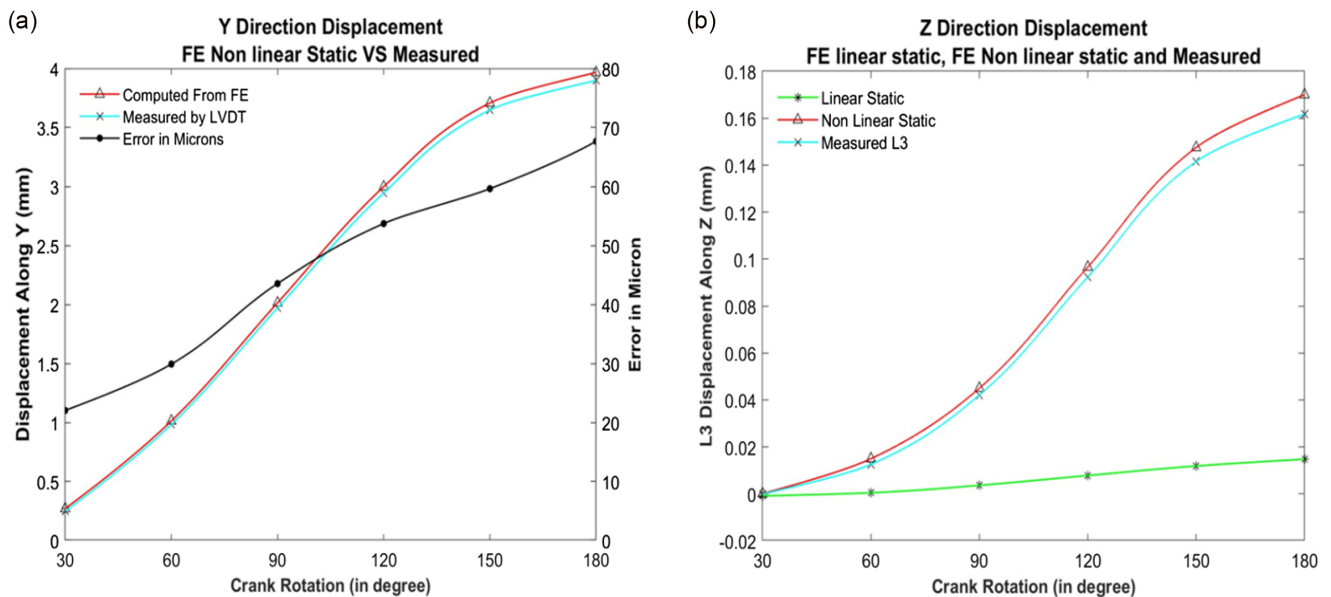 (a)
Y Direction Displacement
FE Non linear Static VS Measured
Computed From FE
Measured by LVDT
Error in Microns
Displacement Along Y (mm)
4
3.5
3
2.5
2
1.5
1
0.5
0
80
70
60
50
40
30
20
10
0
Error in Micron
30 60 90 120 150 180
Crank Rotation (in degree)
(b)
Z Direction Displacement
FE linear static, FE Non linear static and Measured
Linear Static
Non Linear Static
Measured L3
L3 Displacement Along Z (mm)
0.18
0.16
0.14
0.12
0.1
0.08
0.06
0.04
0.02
0
-0.02
30 60 90 120 150 180
Crank Rotation (in degree)